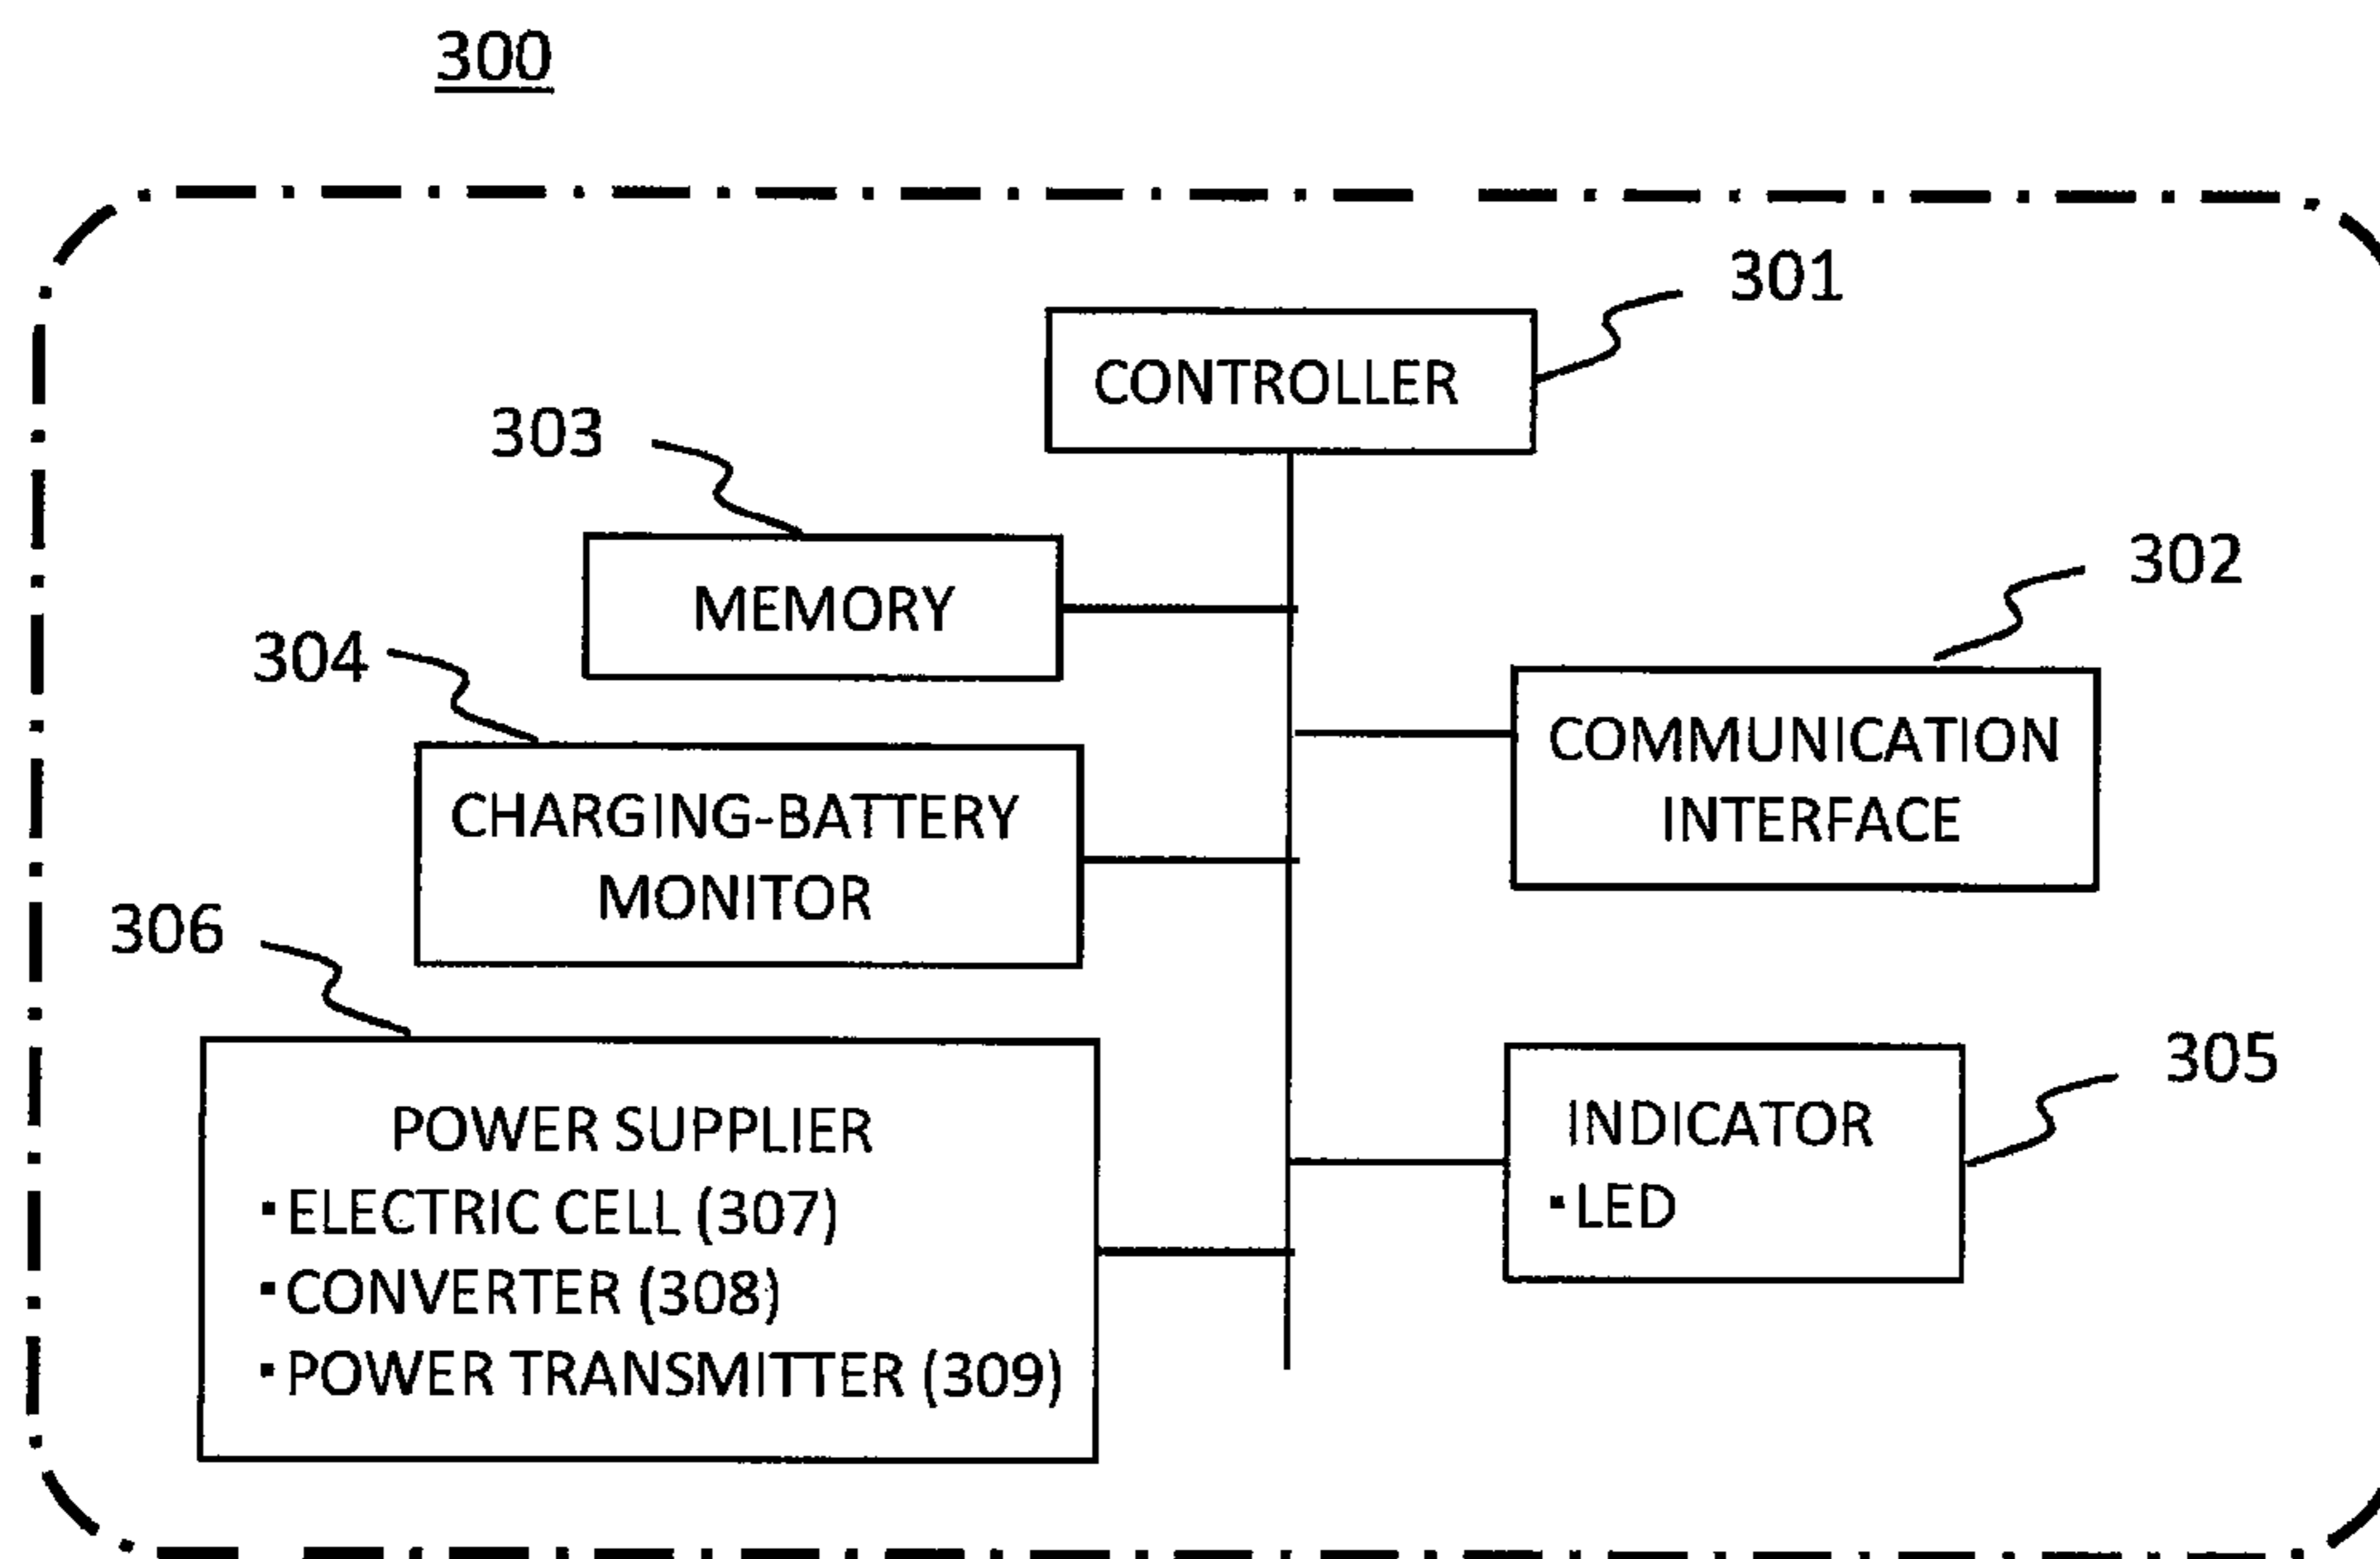 300
301
CONTROLLER
303
MEMORY
302
304
COMMUNICATION
INTERFACE
CHARGING-BATTERY
MONITOR
306
305
POWER SUPPLIER
▪ELECTRIC CELL (307)
▪CONVERTER (308)
▪POWER TRANSMITTER (309)
INDICATOR
▪LED